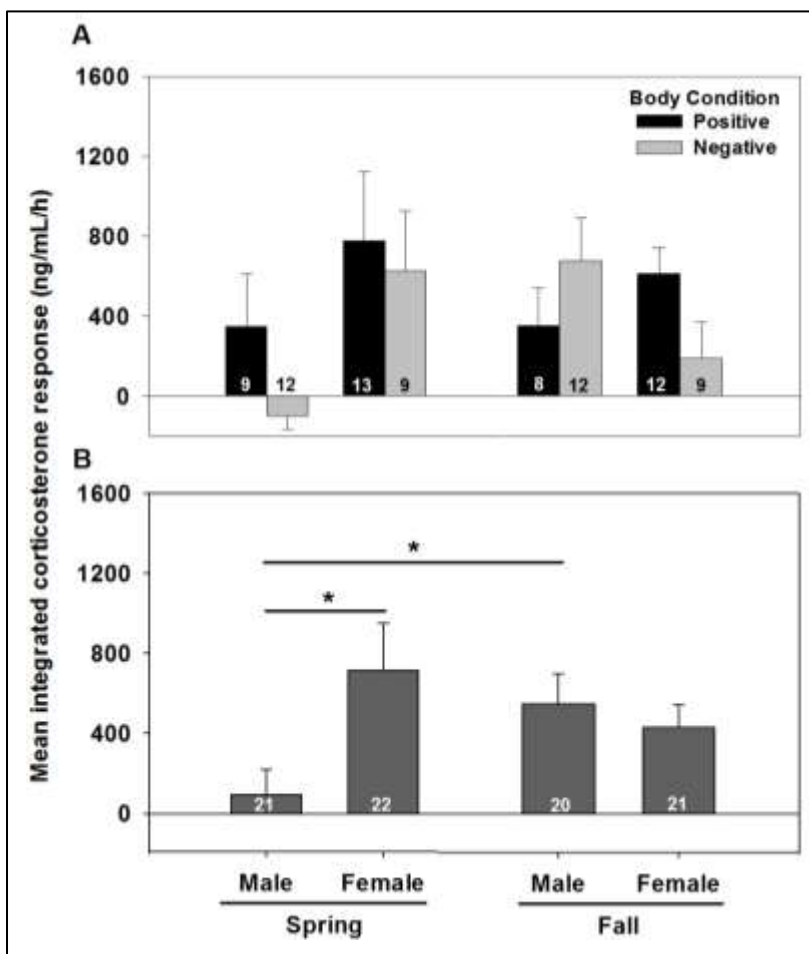 A
1600
1200
800
400
0
Body Condition
Positive
Negative
9 12 13 9 8 12 12 9
Mean integrated corticosterone response (ng/mL/h)
B
1600
1200
800
400
0
*
*
21 22 20 21
Male Female Male Female
Spring Fall